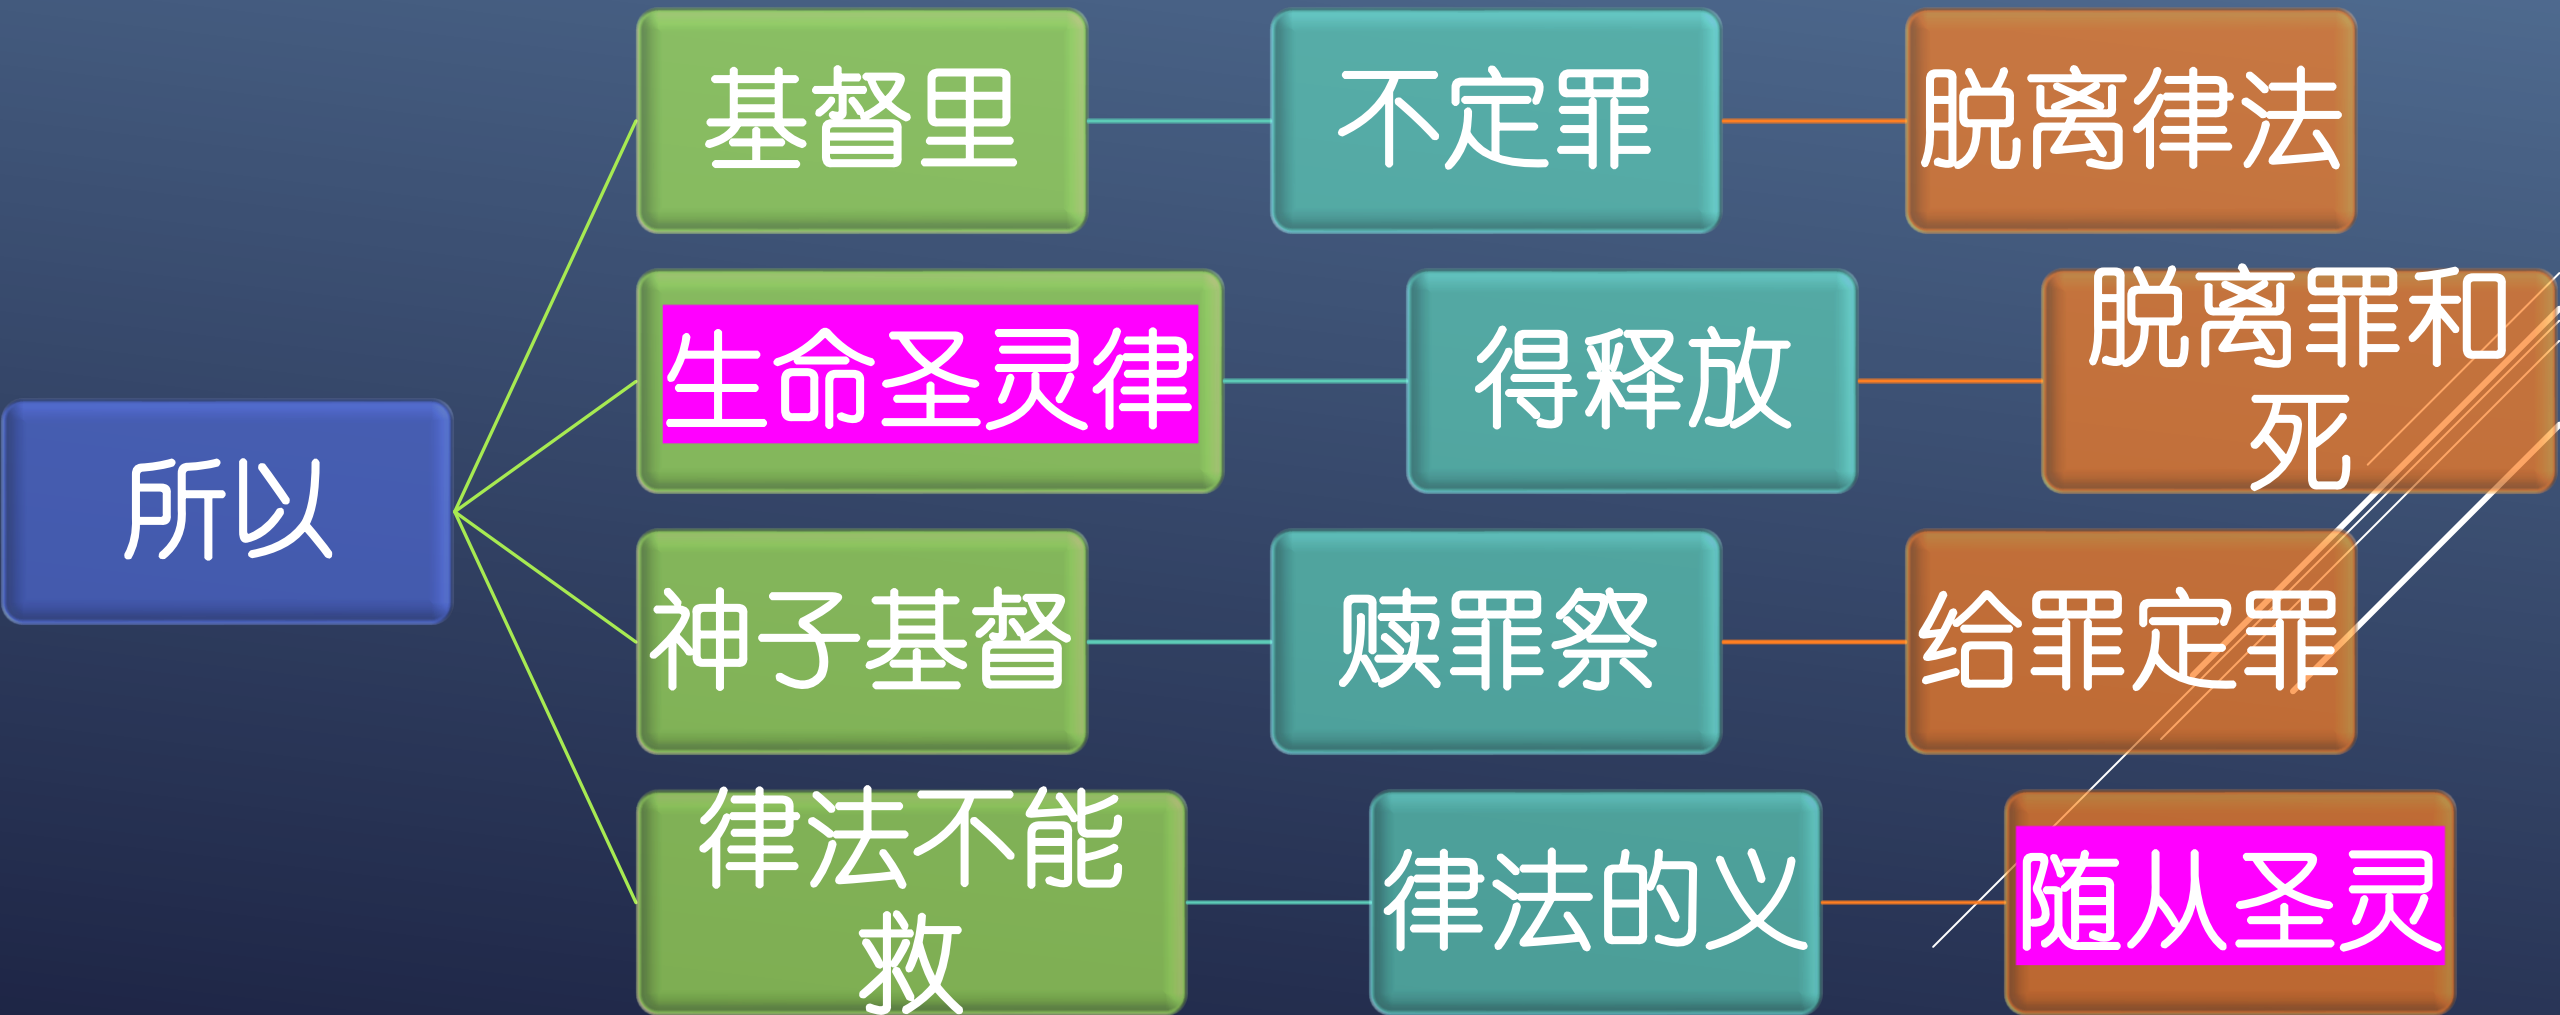 所以
基督里
不定罪
脱离律法
生命圣灵律
得释放
脱离罪和
死
神子基督
赎罪祭
给罪定罪
律法不能
救
律法的义
随从圣灵